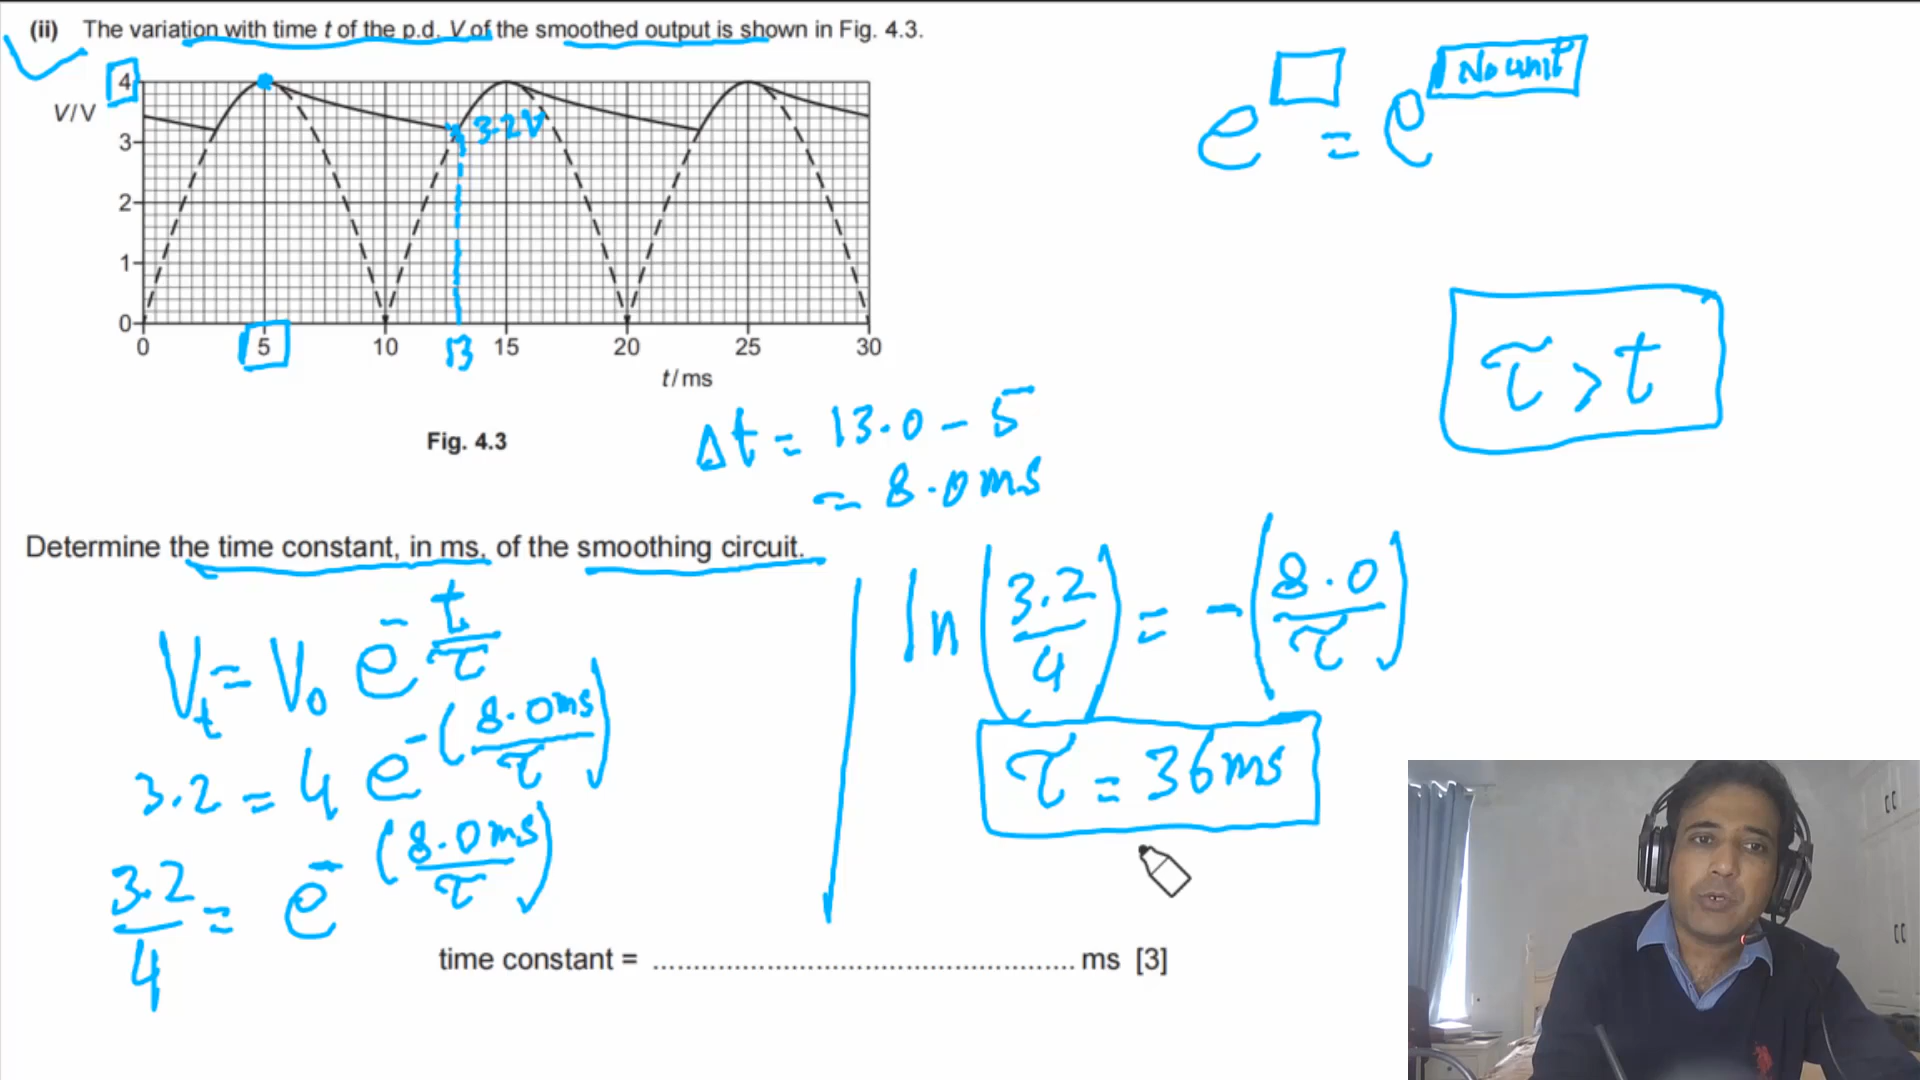 (ii) The variation with time t of the p.d. V of the smoothed output is shown in Fig. 4.3.
4
V/V
3
2
1
0
3.2V
0 5 10 13 15 20 25 30
t/ms
Fig. 4.3
e^□ = e^No unit
τ > t
Δt = 13.0 - 5
= 8.0 ms
Determine the time constant, in ms, of the smoothing circuit.
V_t = V_0 e^-t/τ
3.2 = 4 e^-(8.0ms/τ)
3.2/4 = e^-(8.0ms/τ)
ln(3.2/4) = -(8.0/τ)
τ = 36ms
time constant = ............................................... ms [3]